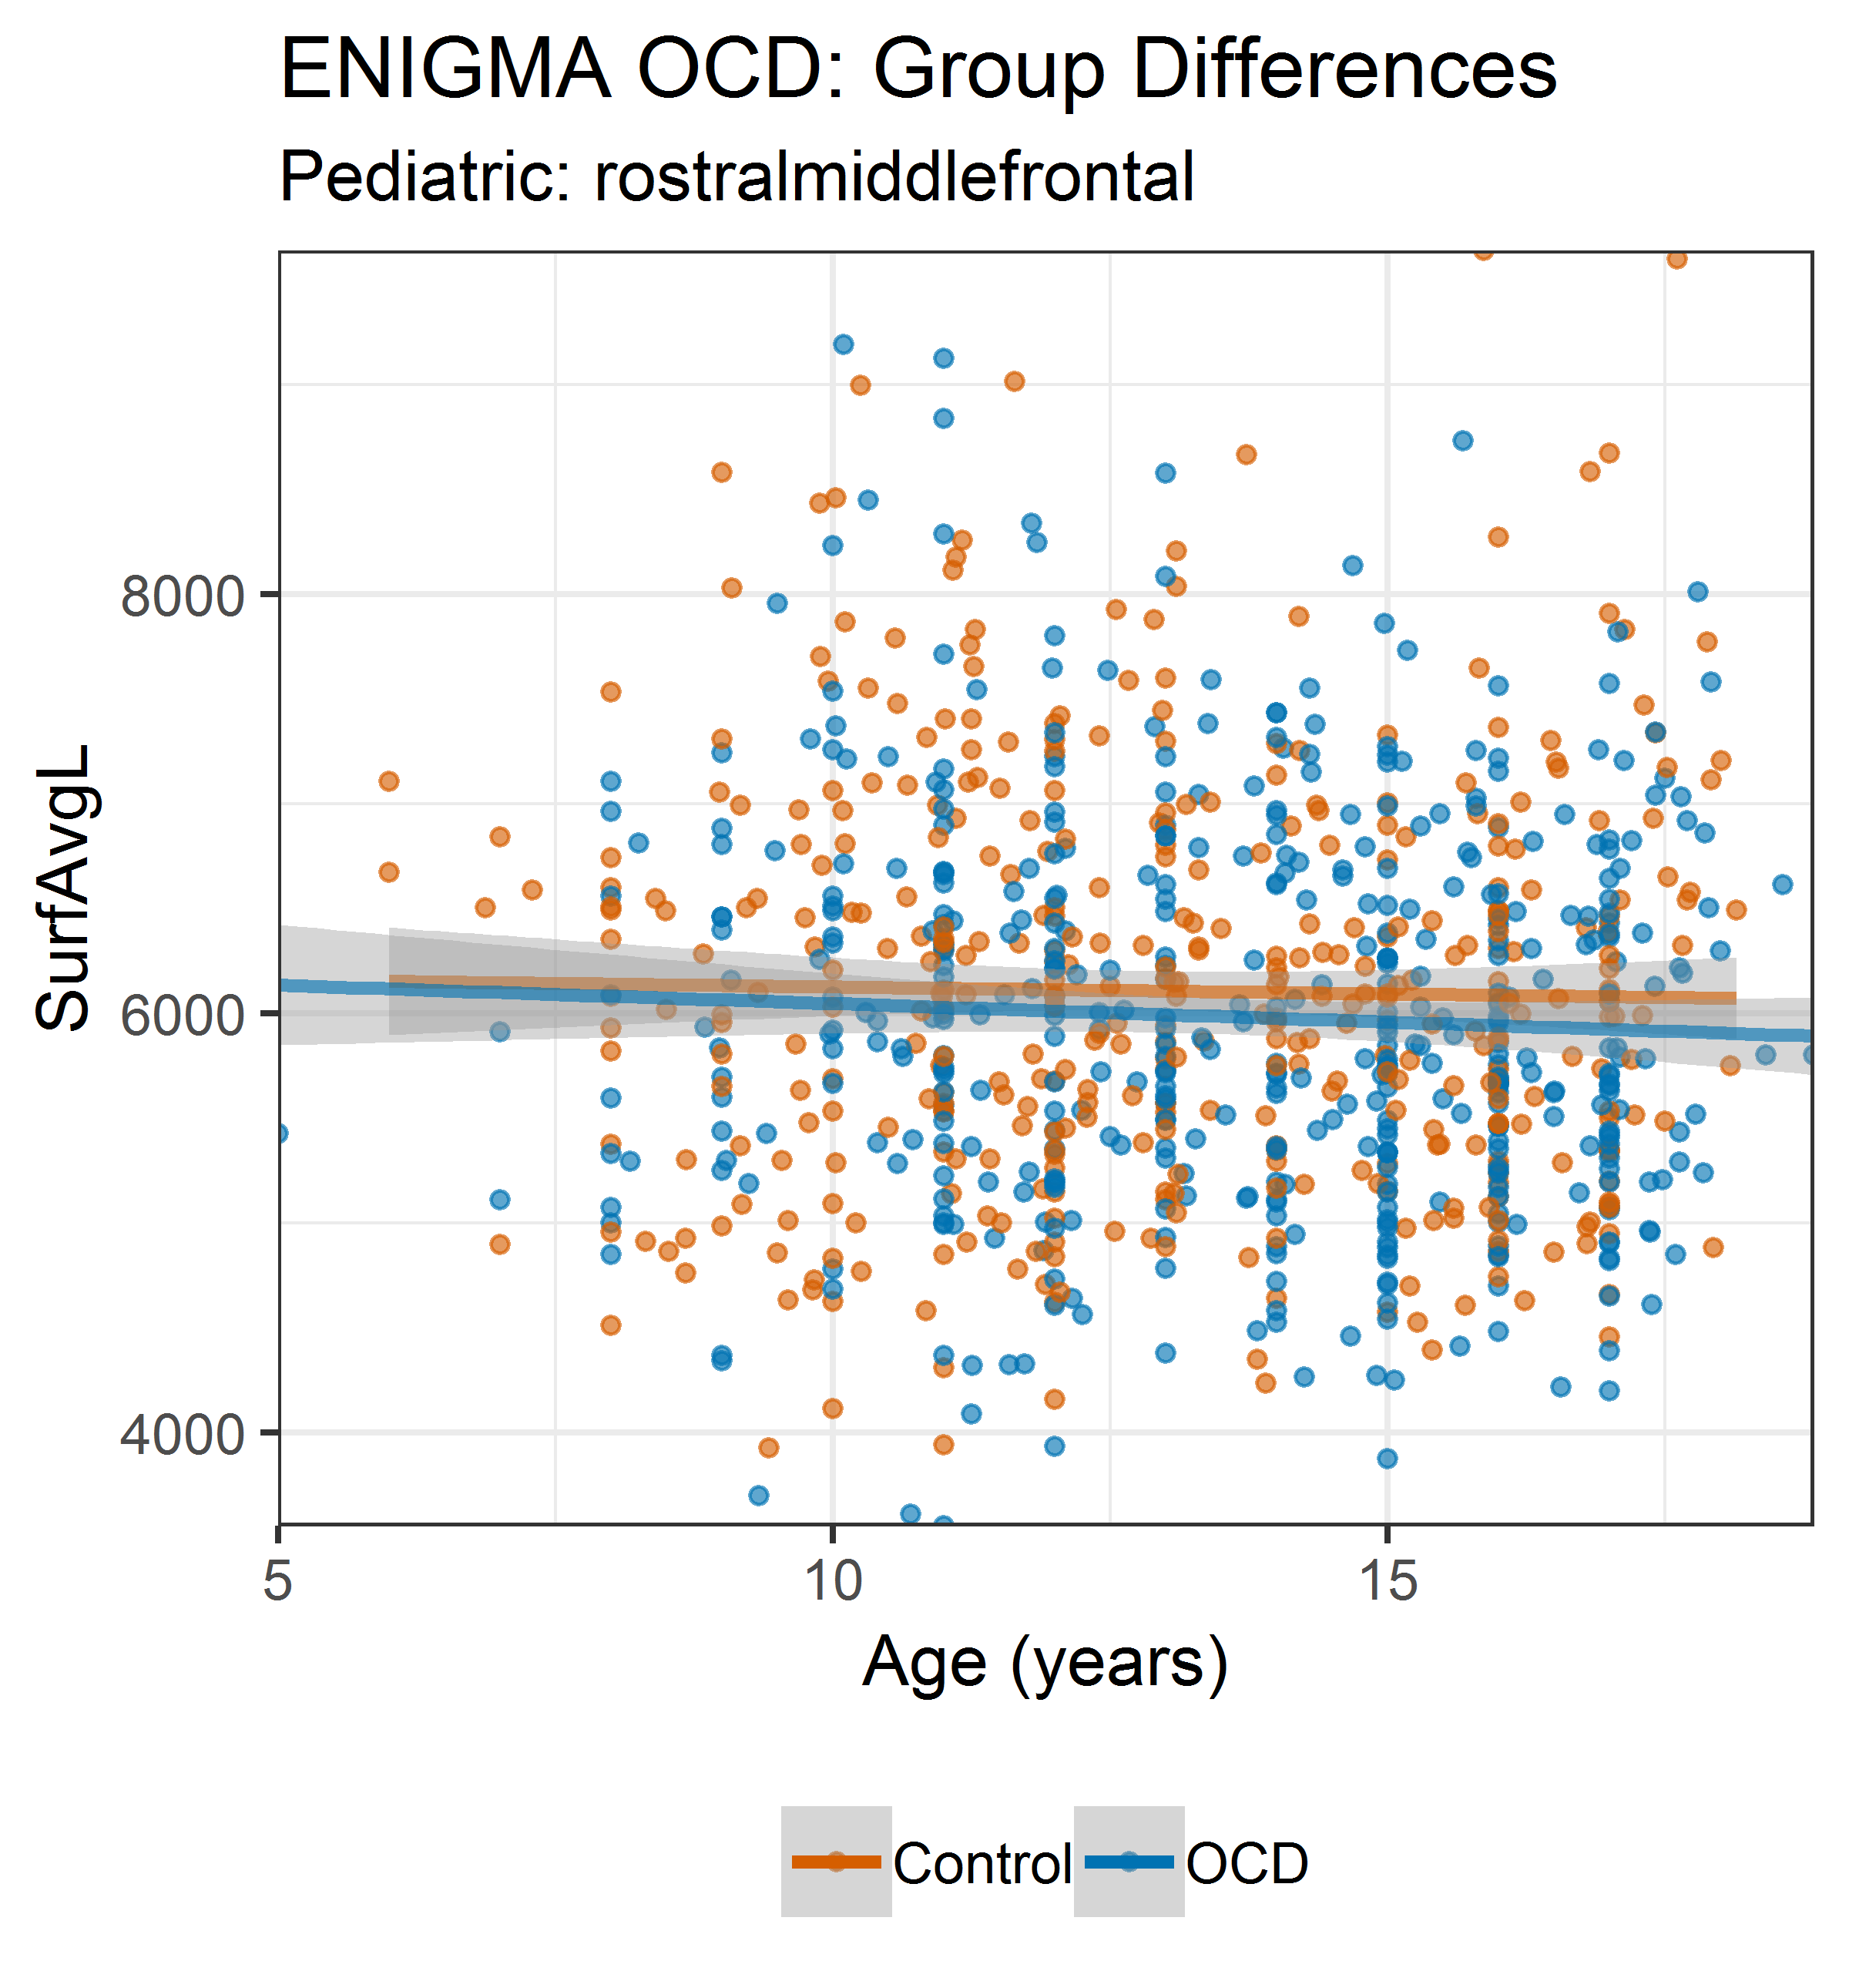 ENIGMA OCD: Group Differences
Pediatric: rostralmiddlefrontal
SurfAvgL
8000
6000
4000
5 10 15
Age (years)
Control OCD